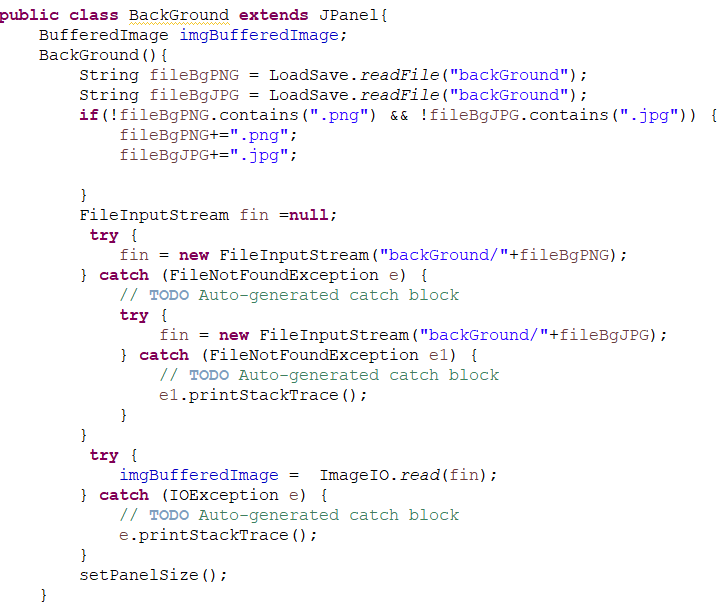 public class BackGround extends JPanel{
    BufferedImage imgBufferedImage;
    BackGround(){
        String fileBgPNG = LoadSave.readFile("backGround");
        String fileBgJPG = LoadSave.readFile("backGround");
        if(!fileBgPNG.contains(".png") && !fileBgJPG.contains(".jpg")) {
            fileBgPNG+=".png";
            fileBgJPG+=".jpg";

        }
        FileInputStream fin =null;
         try {
            fin = new FileInputStream("backGround/"+fileBgPNG);
        } catch (FileNotFoundException e) {
            // TODO Auto-generated catch block
            try {
                fin = new FileInputStream("backGround/"+fileBgJPG);
            } catch (FileNotFoundException e1) {
                // TODO Auto-generated catch block
                e1.printStackTrace();
            }
        }
         try {
            imgBufferedImage =  ImageIO.read(fin);
        } catch (IOException e) {
            // TODO Auto-generated catch block
            e.printStackTrace();
        }
        setPanelSize();
    }